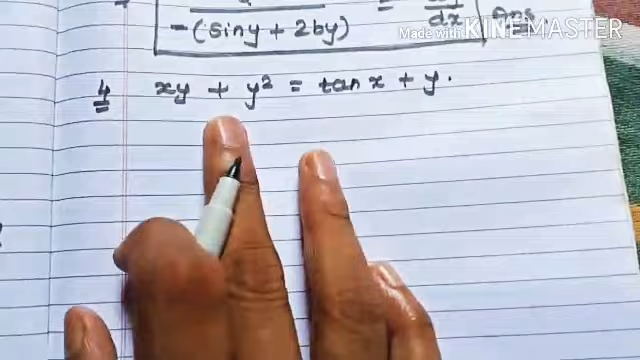 -(siny + 2by) = dy/dx Ans
Made with KINEMASTER
4 xy + y² = tan x + y.